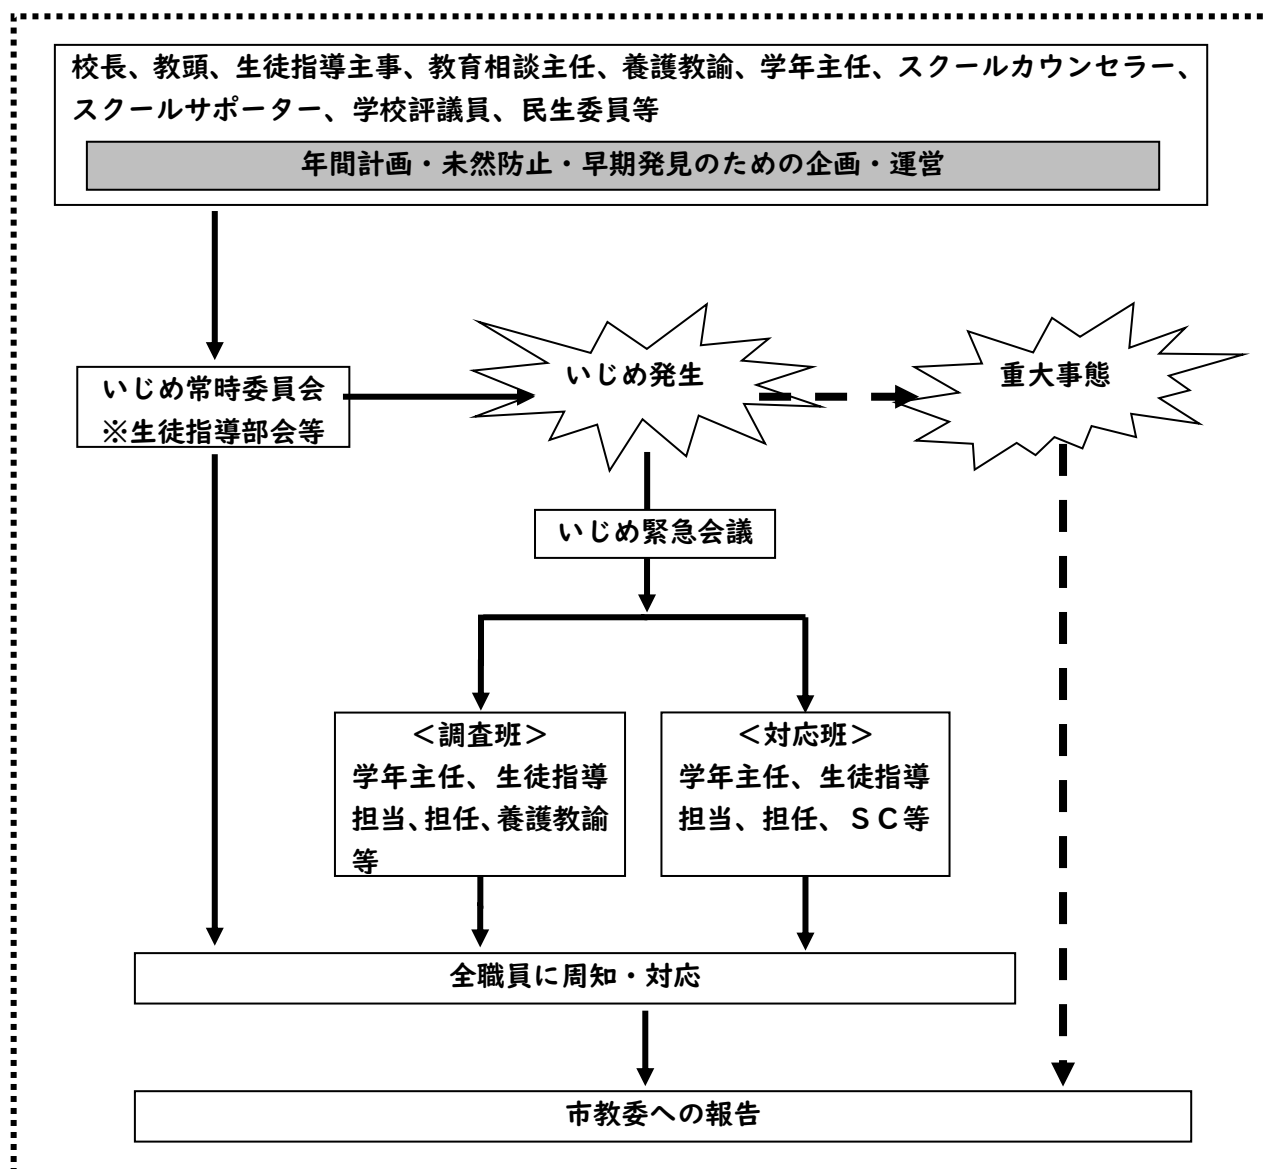 校長、教頭、生徒指導主事、教育相談主任、養護教諭、学年主任、スクールカウンセラー、
スクールサポーター、学校評議員、民生委員等
年間計画・未然防止・早期発見のための企画・運営
いじめ常時委員会
※生徒指導部会等
いじめ発生
重大事態
いじめ緊急会議
＜調査班＞
学年主任、生徒指導
担当、担任、養護教諭
等
＜対応班＞
学年主任、生徒指導
担当、担任、ＳＣ等
全職員に周知・対応
市教委への報告